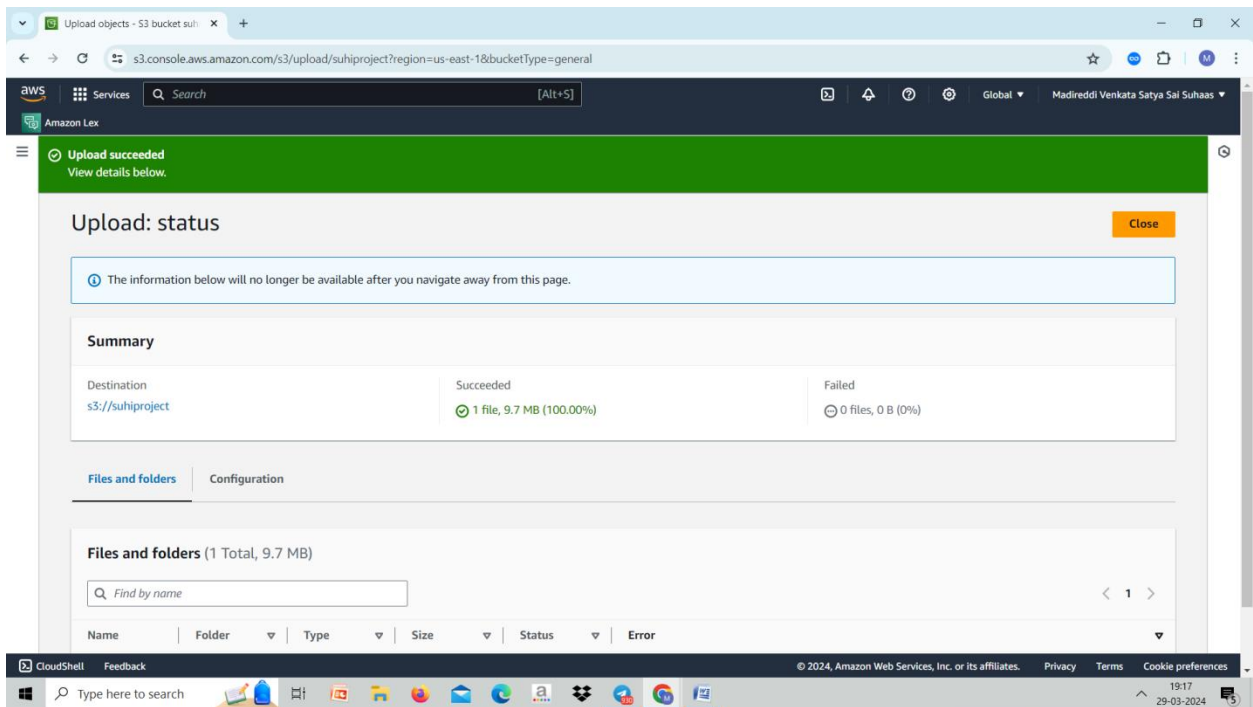 Upload objects - S3 bucket suh
s3.console.aws.amazon.com/s3/upload/suhiproject?region=us-east-1&bucketType=general
M
aws Services Search [Alt+S] Global Madireddi Venkata Satya Sai Suhaas
Amazon Lex
Upload succeeded
View details below.
Upload: status Close
The information below will no longer be available after you navigate away from this page.
Summary
Destination Succeeded Failed
s3://suhiproject 1 file, 9.7 MB (100.00%) 0 files, 0 B (0%)
Files and folders Configuration
Files and folders (1 Total, 9.7 MB)
Find by name 1
Name Folder Type Size Status Error
CloudShell Feedback © 2024, Amazon Web Services, Inc. or its affiliates. Privacy Terms Cookie preferences
Type here to search 19:17
29-03-2024 5